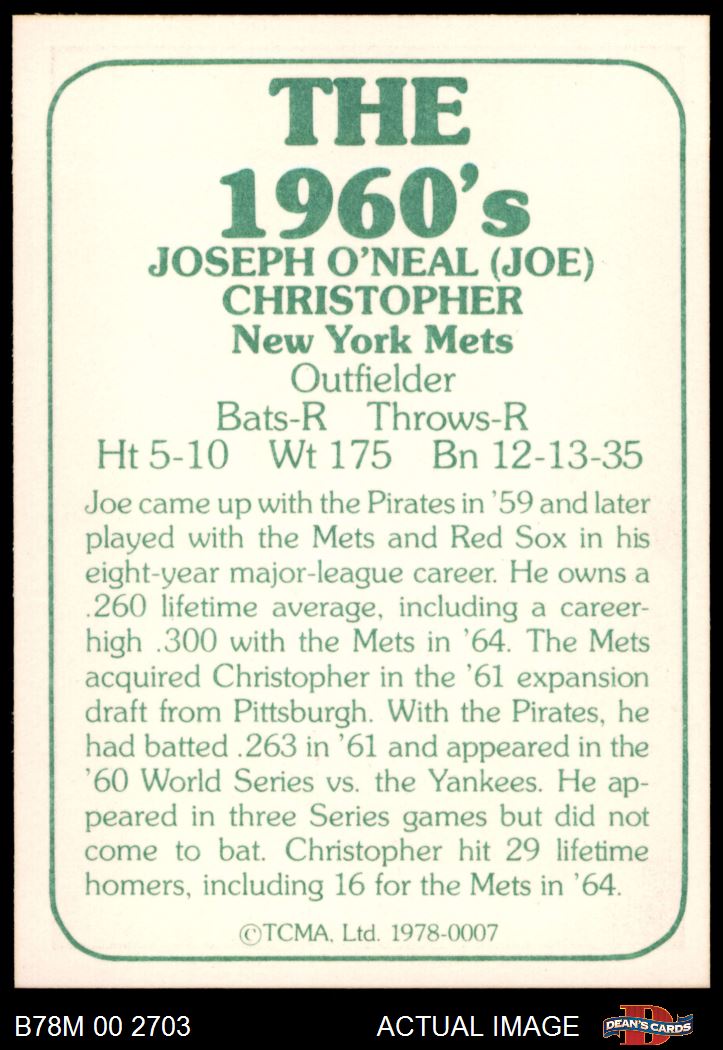 THE
1960's
JOSEPH O'NEAL (JOE)
CHRISTOPHER
New York Mets
Outfielder
Bats-R Throws-R
Ht 5-10 Wt 175 Bn 12-13-35
Joe came up with the Pirates in '59 and later
played with the Mets and Red Sox in his
eight-year major-league career. He owns a
.260 lifetime average, including a career-
high .300 with the Mets in '64. The Mets
acquired Christopher in the '61 expansion
draft from Pittsburgh. With the Pirates, he
had batted .263 in '61 and appeared in the
'60 World Series vs. the Yankees. He ap-
peared in three Series games but did not
come to bat. Christopher hit 29 lifetime
homers, including 16 for the Mets in '64.
©TCMA, Ltd. 1978-0007
B78M 00 2703 ACTUAL IMAGE D DEAN'S CARDS